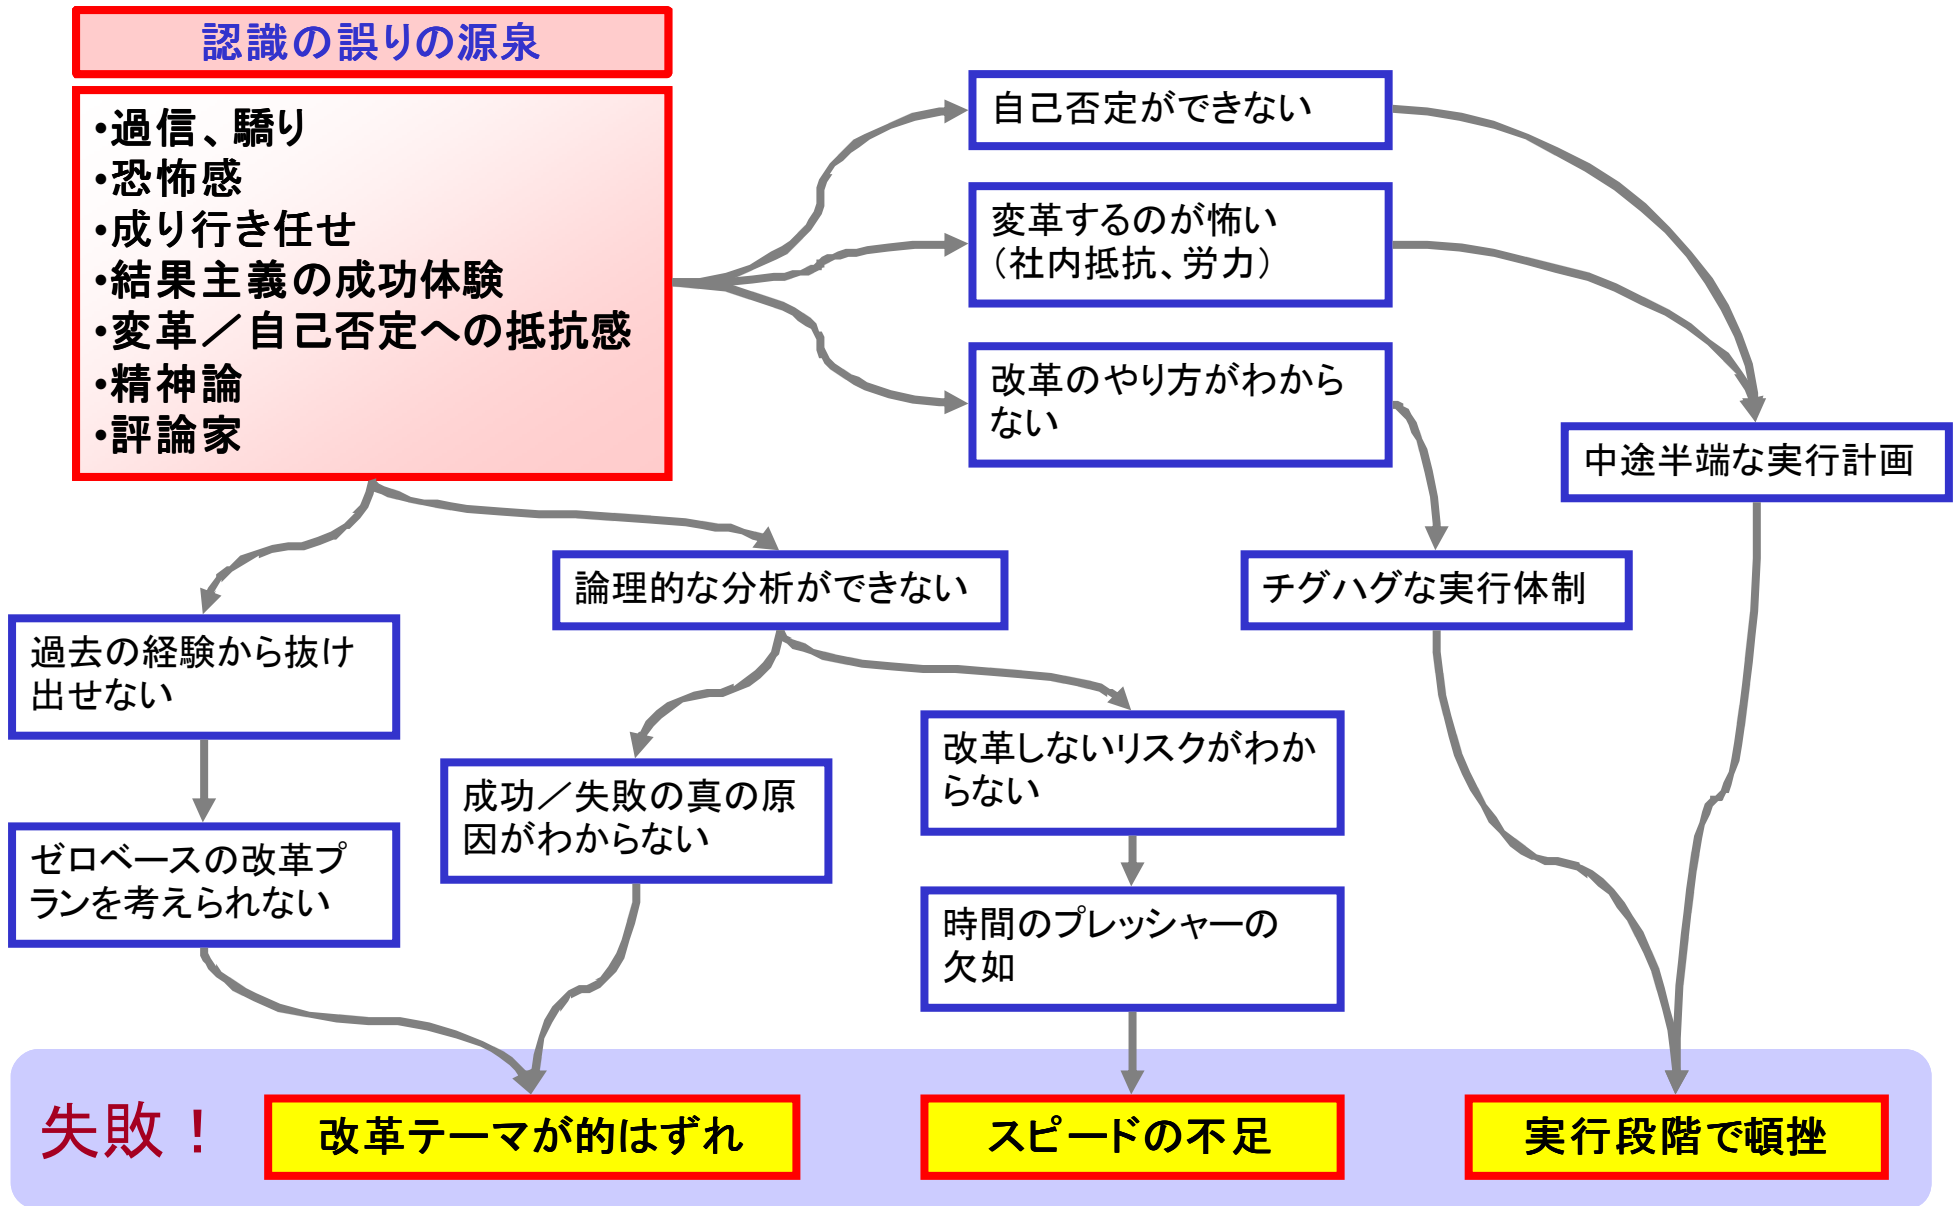 認識の誤りの源泉
・過信、驕り
・恐怖感
・成り行き任せ
・結果主義の成功体験
・変革／自己否定への抵抗感
・精神論
・評論家
自己否定ができない
変革するのが怖い
（社内抵抗、労力）
改革のやり方がわから
ない
中途半端な実行計画
論理的な分析ができない
チグハグな実行体制
過去の経験から抜け
出せない
成功／失敗の真の原
因がわからない
改革しないリスクがわか
らない
ゼロベースの改革プ
ランを考えられない
時間のプレッシャーの
欠如
失敗！
改革テーマが的はずれ
スピードの不足
実行段階で頓挫